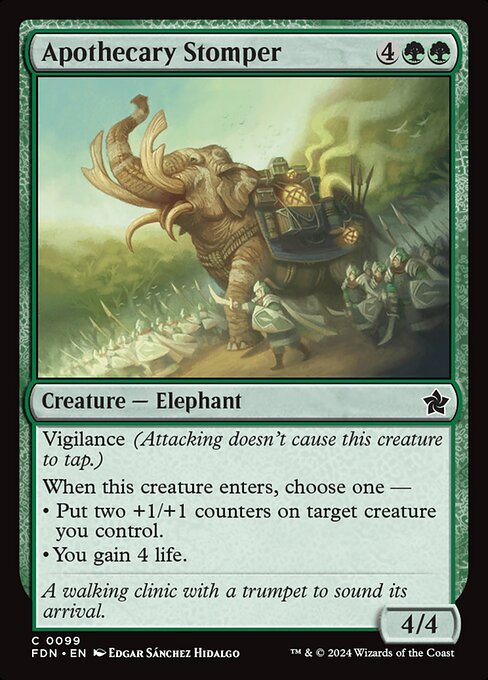 Apothecary Stomper 4
Creature — Elephant
Vigilance (Attacking doesn't cause this creature
to tap.)
When this creature enters, choose one —
• Put two +1/+1 counters on target creature
you control.
• You gain 4 life.
A walking clinic with a trumpet to sound its
arrival.
4/4
C 0099
FDN • EN Edgar Sánchez Hidalgo ™ & © 2024 Wizards of the Coast